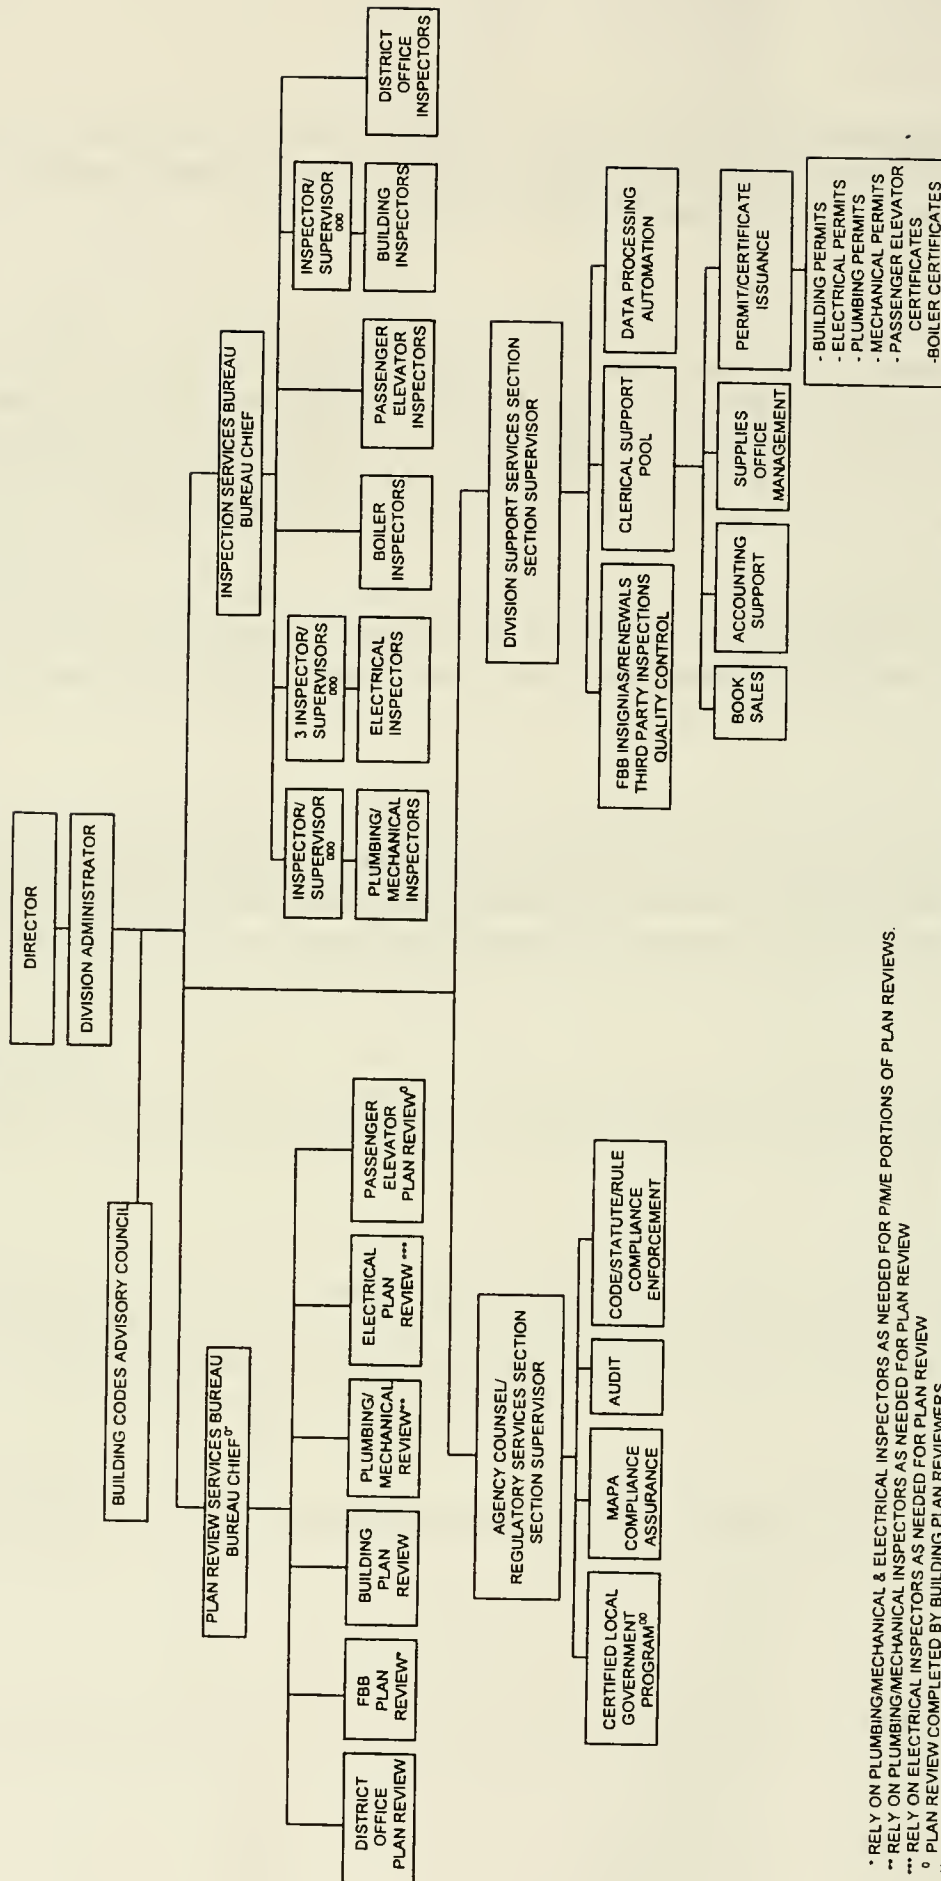 DIRECTOR
DIVISION ADMINISTRATOR
BUILDING CODES ADVISORY COUNCIL
PLAN REVIEW SERVICES BUREAU
BUREAU CHIEF
DISTRICT
OFFICE
PLAN REVIEW
FBB
PLAN
REVIEW*
BUILDING
PLAN
REVIEW
PLUMBING/
MECHANICAL
REVIEW**
ELECTRICAL
PLAN
REVIEW ***
PASSENGER
ELEVATOR
PLAN REVIEW⁰
INSPECTION SERVICES BUREAU
BUREAU CHIEF
INSPECTOR/
SUPERVISOR
000
PLUMBING/
MECHANICAL
INSPECTORS
3 INSPECTOR/
SUPERVISORS
000
ELECTRICAL
INSPECTORS
BOILER
INSPECTORS
PASSENGER
ELEVATOR
INSPECTORS
INSPECTOR/
SUPERVISOR
000
BUILDING
INSPECTORS
DISTRICT
OFFICE
INSPECTORS
AGENCY COUNSEL/
REGULATORY SERVICES SECTION
SECTION SUPERVISOR
CERTIFIED LOCAL
GOVERNMENT
PROGRAM⁰⁰
MAPA
COMPLIANCE
ASSURANCE
AUDIT
CODE/STATUTE/RULE
COMPLIANCE
ENFORCEMENT
DIVISION SUPPORT SERVICES SECTION
SECTION SUPERVISOR
FBB INSIGNIAS/RENEWALS
THIRD PARTY INSPECTIONS
QUALITY CONTROL
CLERICAL SUPPORT
POOL
DATA PROCESSING
AUTOMATION
BOOK
SALES
ACCOUNTING
SUPPORT
SUPPLIES
OFFICE
MANAGEMENT
PERMIT/CERTIFICATE
ISSUANCE
- BUILDING PERMITS
- ELECTRICAL PERMITS
- PLUMBING PERMITS
- MECHANICAL PERMITS
- PASSENGER ELEVATOR
CERTIFICATES
-BOILER CERTIFICATES
* RELY ON PLUMBING/MECHANICAL & ELECTRICAL INSPECTORS AS NEEDED FOR P/M/E PORTIONS OF PLAN REVIEWS.
** RELY ON PLUMBING/MECHANICAL INSPECTORS AS NEEDED FOR PLAN REVIEW
*** RELY ON ELECTRICAL INSPECTORS AS NEEDED FOR PLAN REVIEW
⁰ PLAN REVIEW COMPLETED BY BUILDING PLAN REVIEWERS